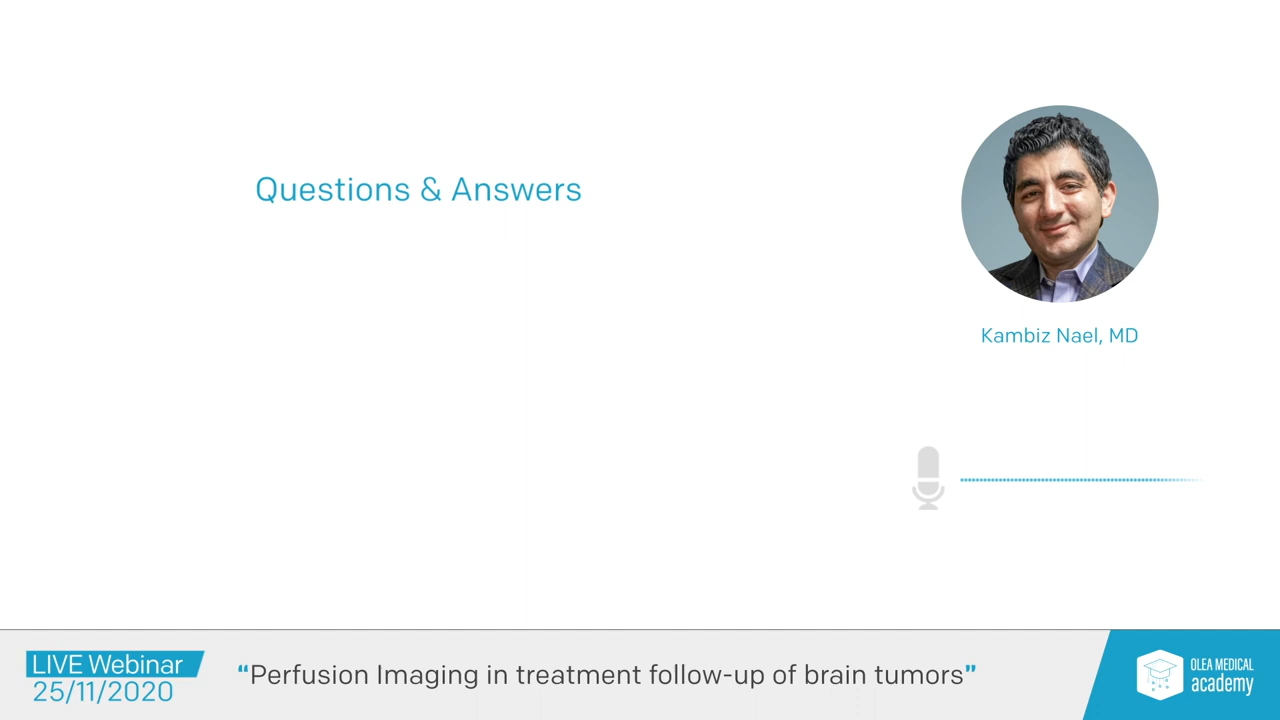 Questions & Answers
Kambiz Nael, MD
LIVE Webinar
25/11/2020
“Perfusion Imaging in treatment follow-up of brain tumors”
OLEA MEDICAL
academy